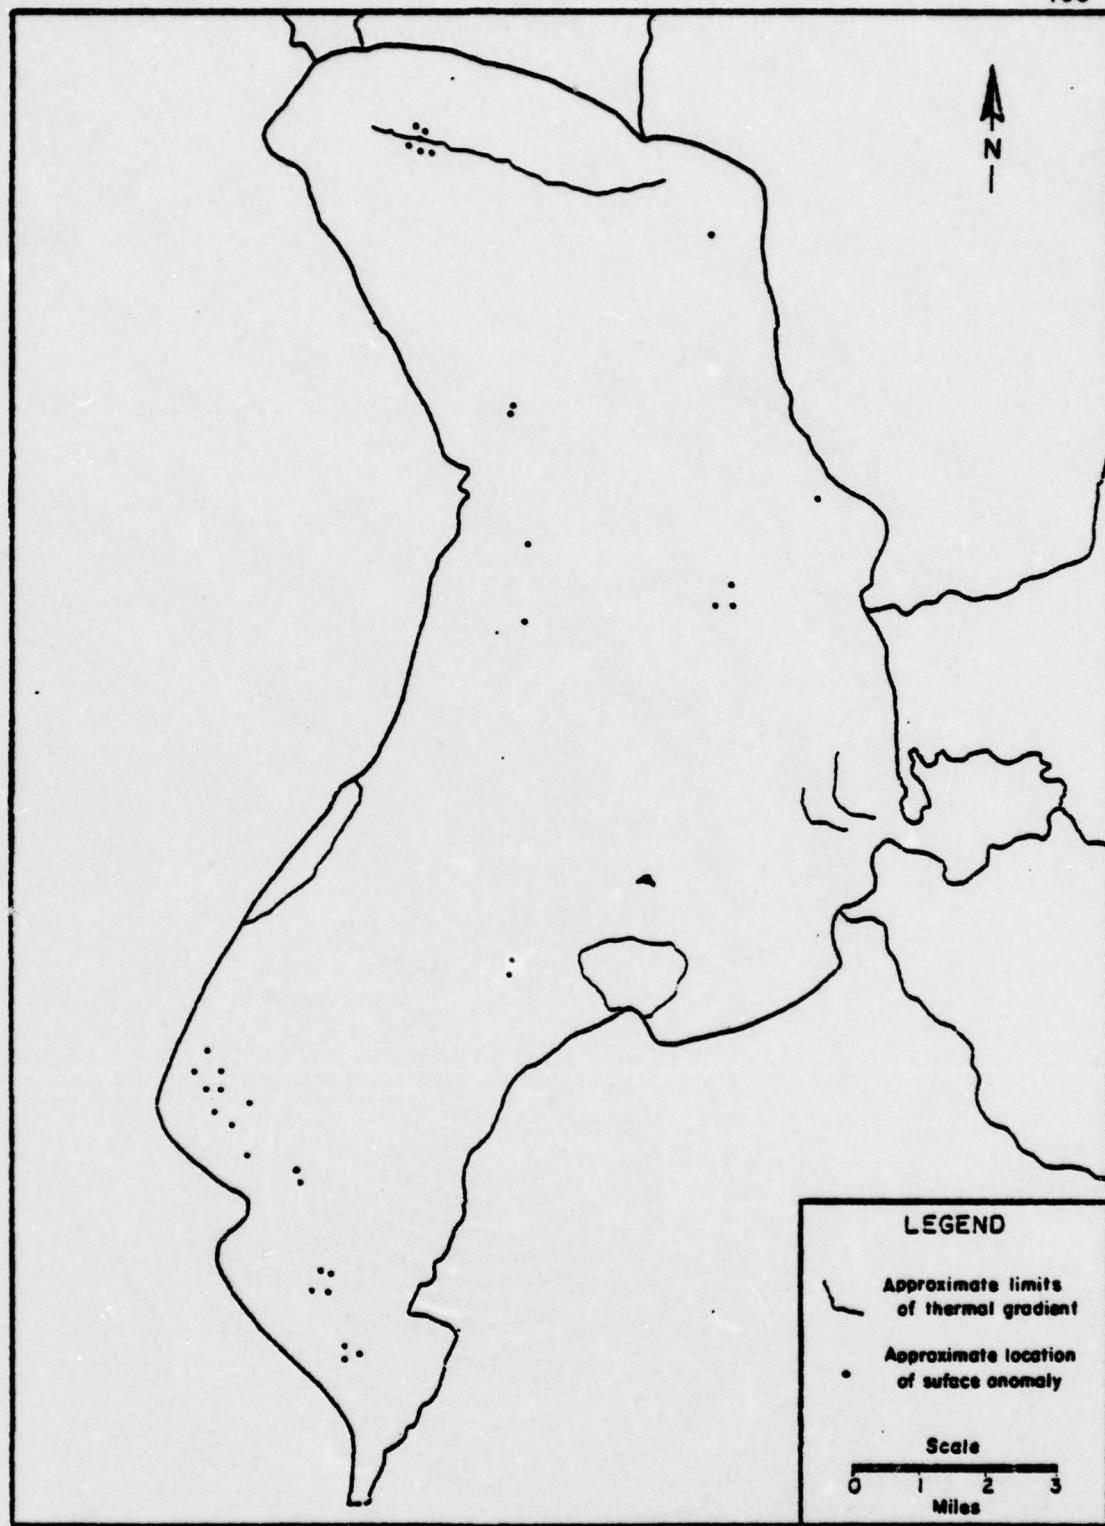 N
LEGEND
Approximate limits
of thermal gradient
Approximate location
of suface anomaly
Scale
0 1 2 3
Miles